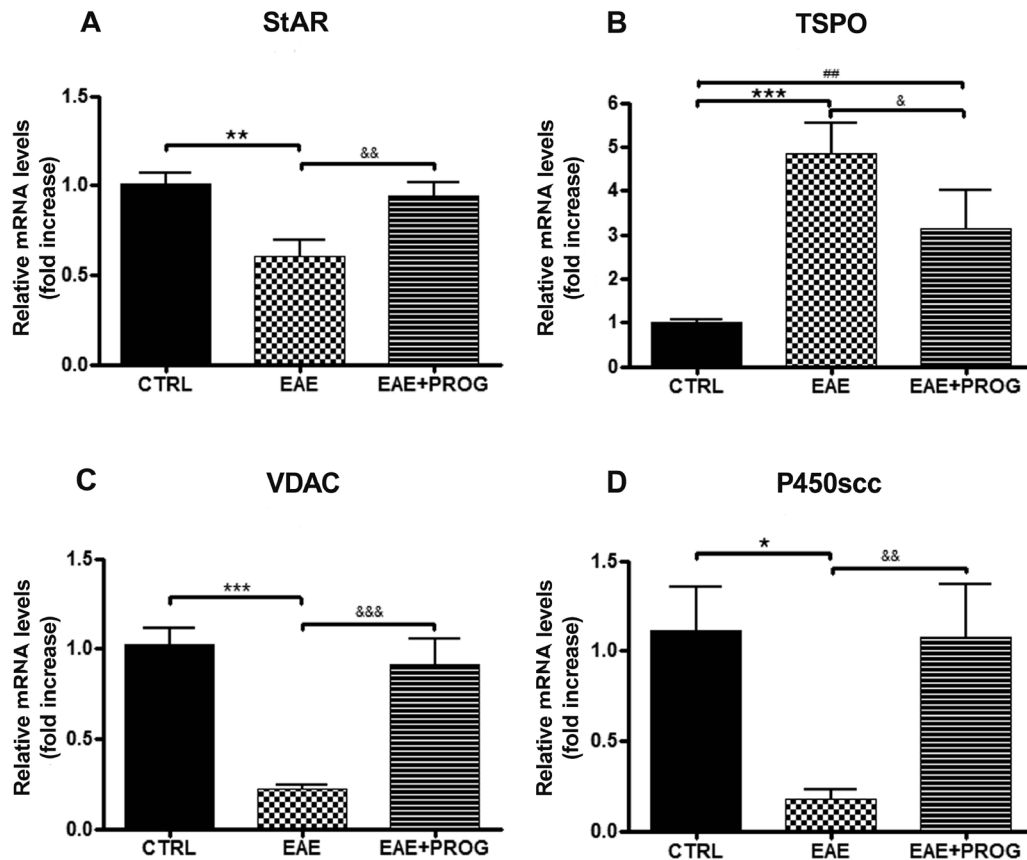 A StAR
Relative mRNA levels
(fold increase)
1.5
1.0
0.5
0.0
**
&&
CTRL EAE EAE+PROG
B TSPO
Relative mRNA levels
(fold increase)
6
5
4
3
2
1
0
##
***
&
CTRL EAE EAE+PROG
C VDAC
Relative mRNA levels
(fold increase)
1.5
1.0
0.5
0.0
***
&&&
CTRL EAE EAE+PROG
D P450scc
Relative mRNA levels
(fold increase)
1.5
1.0
0.5
0.0
*
&&
CTRL EAE EAE+PROG